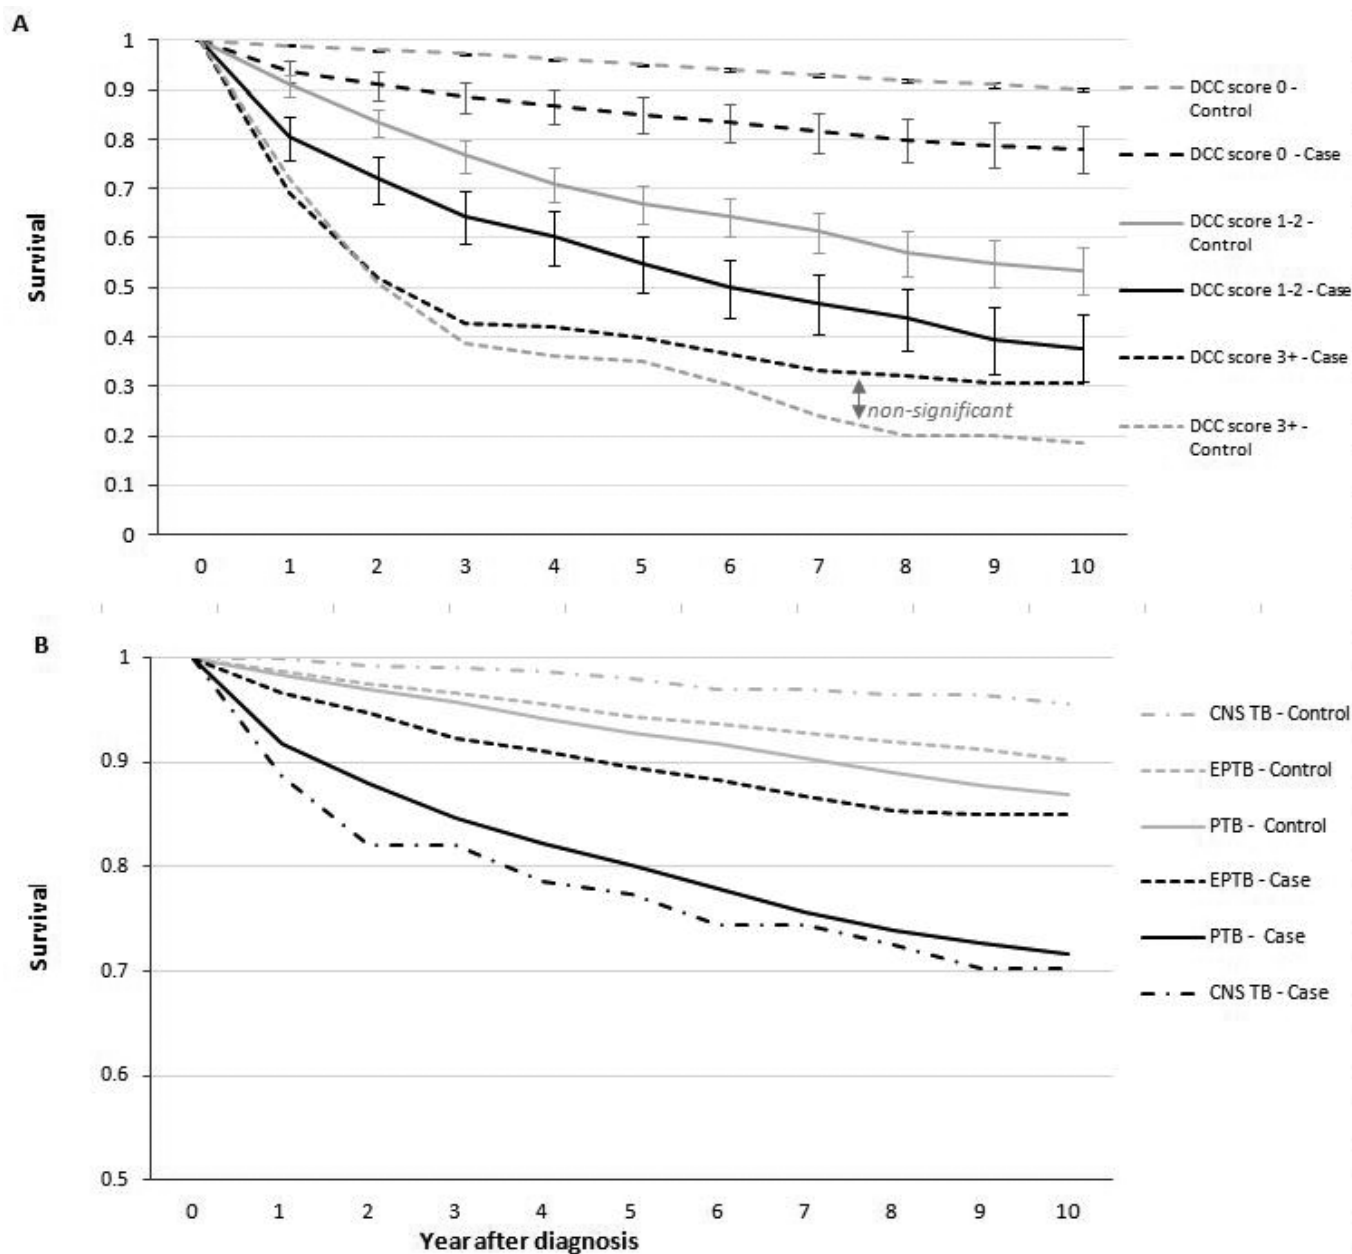 A
1
0.9
0.8
0.7
0.6
0.5
0.4
0.3
0.2
0.1
0
Survival
DCC score 0 -
Control
DCC score 0 - Case
DCC score 1-2 -
Control
DCC score 1-2 - Case
DCC score 3+ - Case
DCC score 3+ -
Control
non-significant
0 1 2 3 4 5 6 7 8 9 10
B
1
0.9
0.8
0.7
0.6
0.5
Survival
CNS TB - Control
EPTB - Control
PTB - Control
EPTB - Case
PTB - Case
CNS TB - Case
0 1 2 3 4 5 6 7 8 9 10
Year after diagnosis